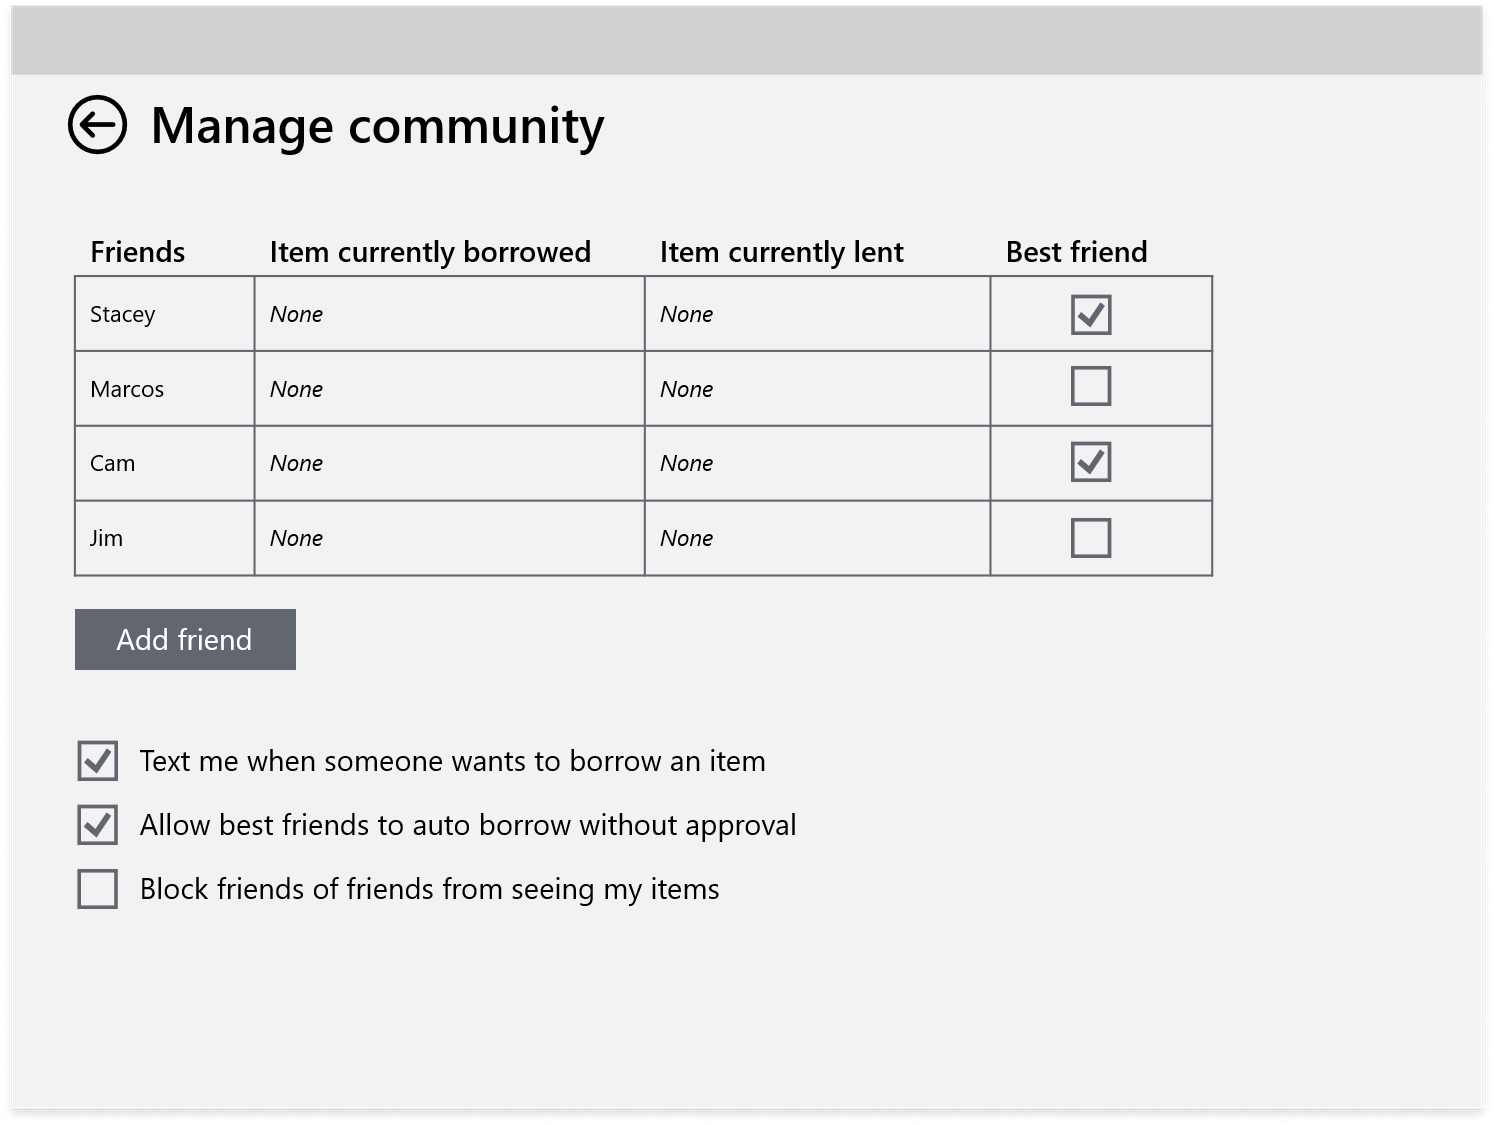 Manage community
Friends Item currently borrowed Item currently lent Best friend
Stacey None None
Marcos None None
Cam None None
Jim None None
Add friend
Text me when someone wants to borrow an item
Allow best friends to auto borrow without approval
Block friends of friends from seeing my items